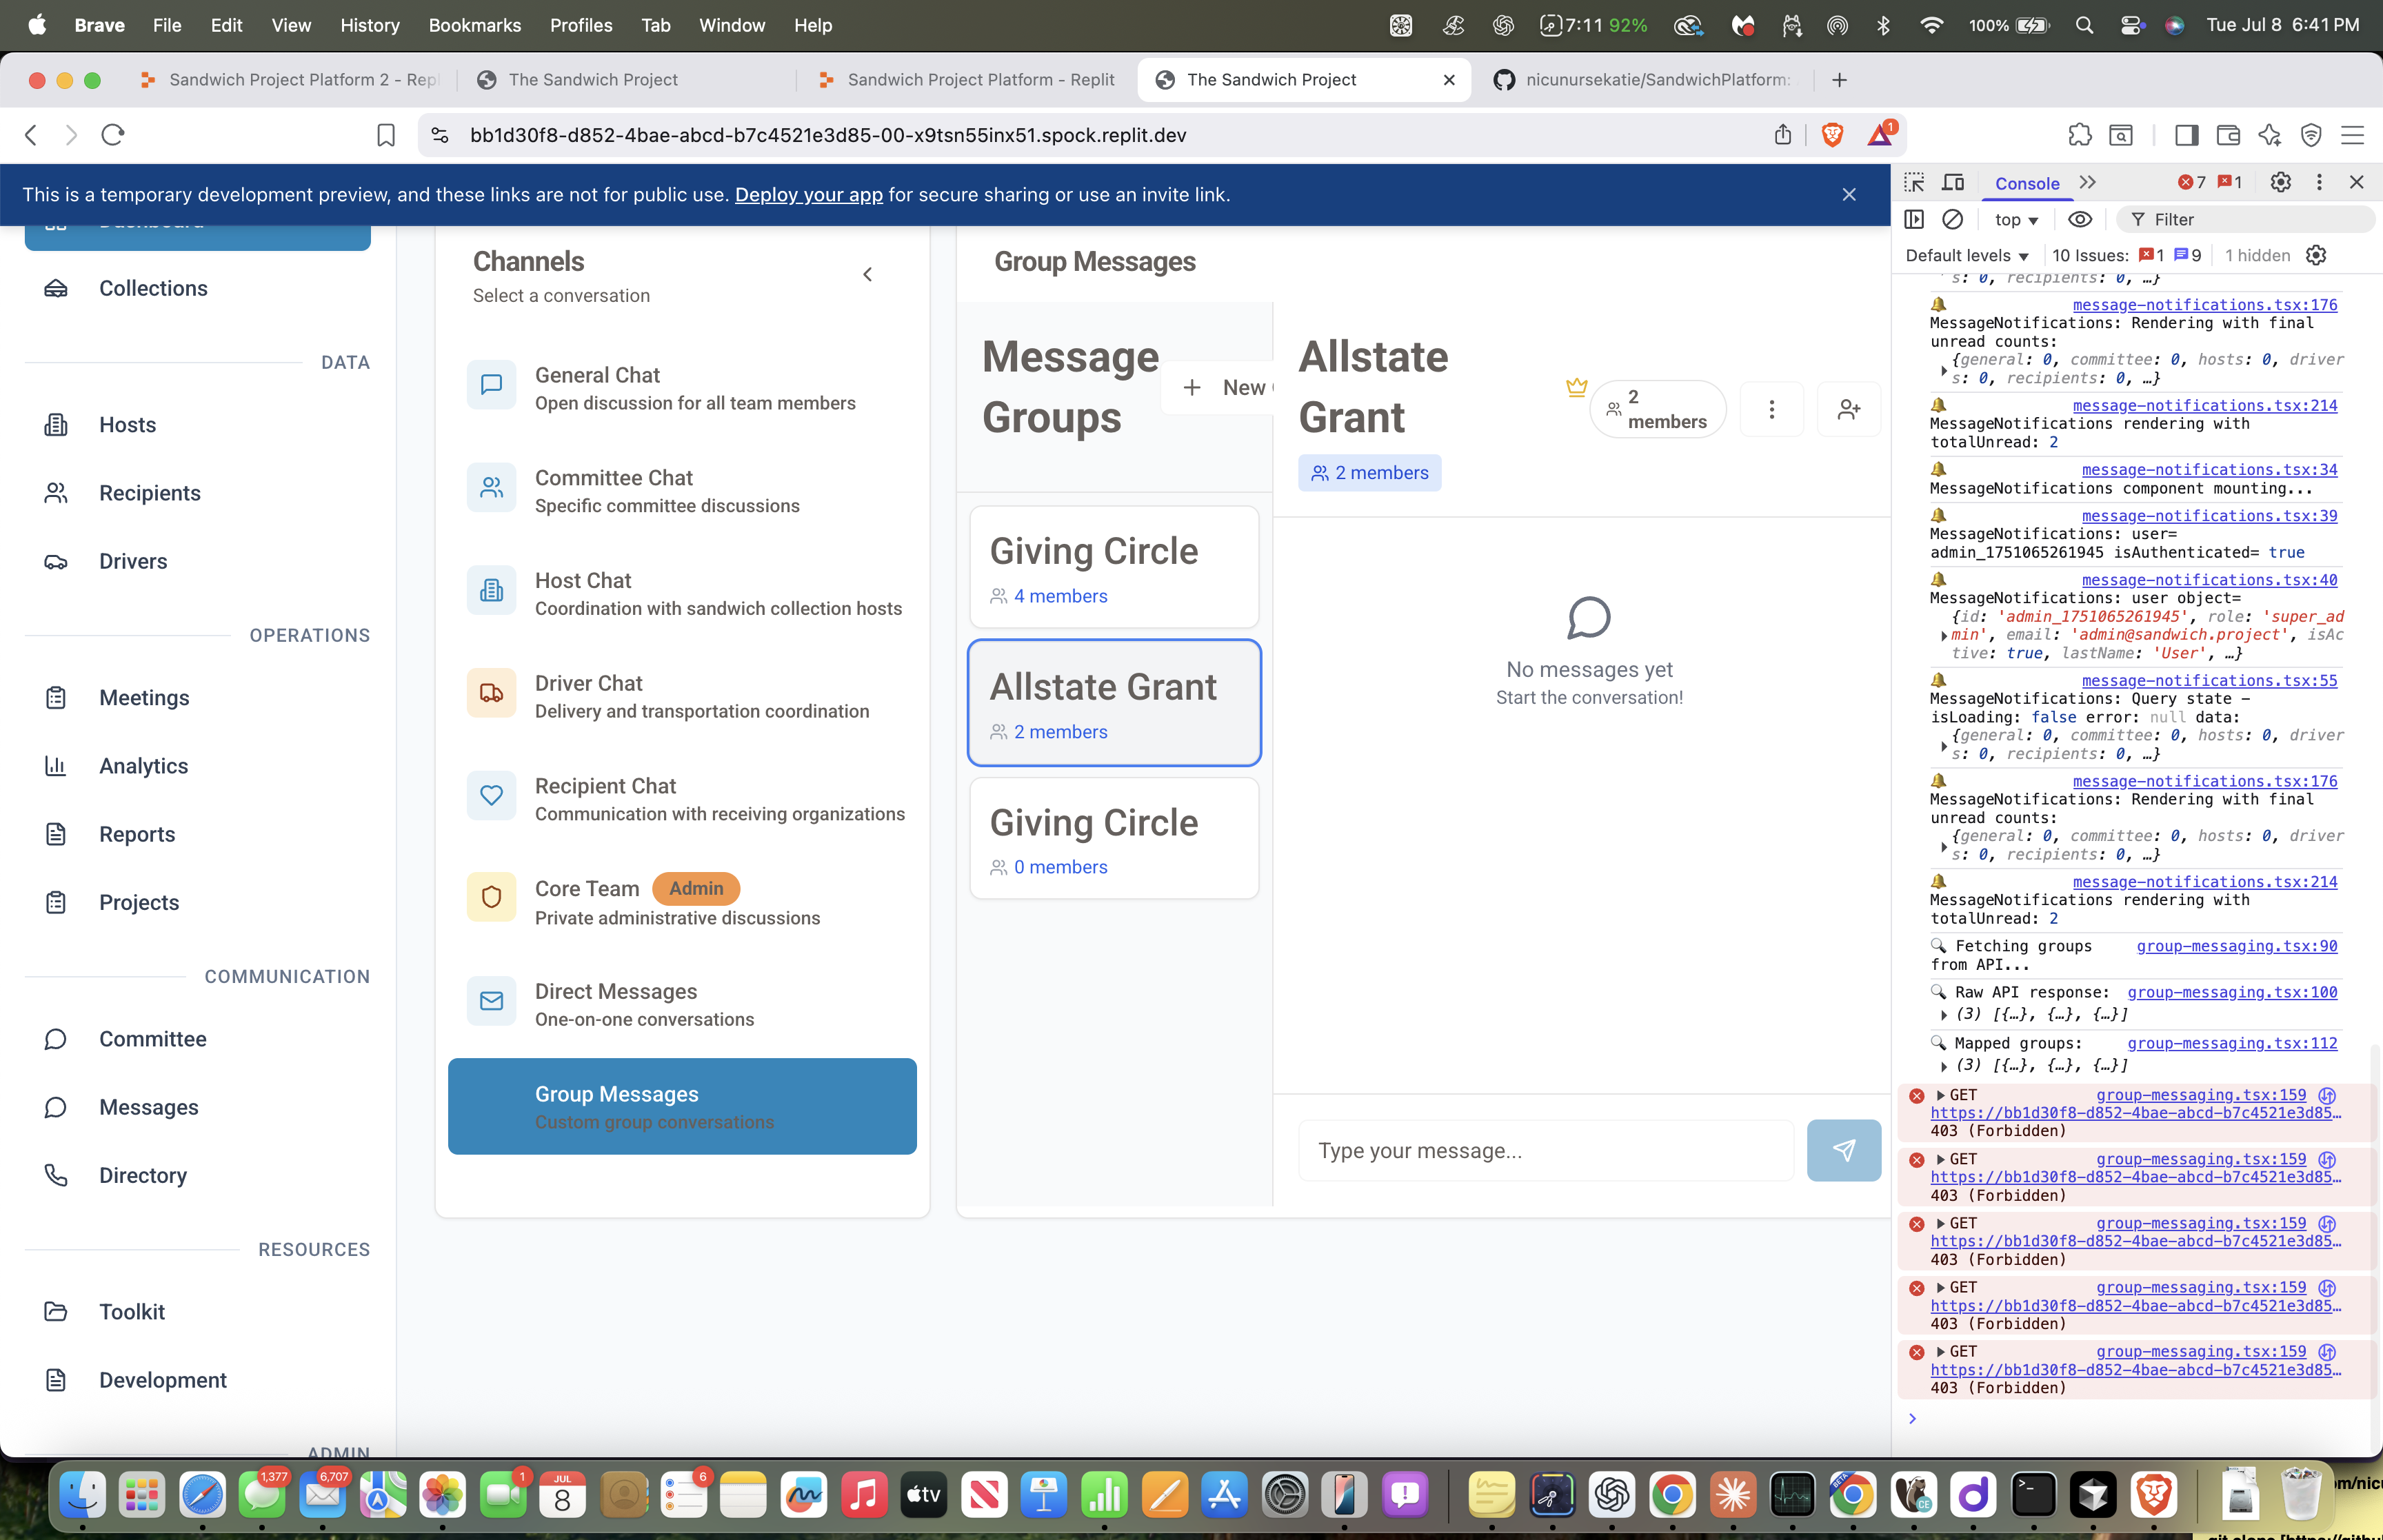 Brave File Edit View History Bookmarks Profiles Tab Window Help
7:11 92% 100% Tue Jul 8 6:41 PM
Sandwich Project Platform 2 - Repl
The Sandwich Project
Sandwich Project Platform - Replit
The Sandwich Project
nicunursekatie/SandwichPlatform:
bb1d30f8-d852-4bae-abcd-b7c4521e3d85-00-x9tsn55inx51.spock.replit.dev
1
This is a temporary development preview, and these links are not for public use. Deploy your app for secure sharing or use an invite link.
Dashboard
Collections
DATA
Hosts
Recipients
Drivers
OPERATIONS
Meetings
Analytics
Reports
Projects
COMMUNICATION
Committee
Messages
Directory
RESOURCES
Toolkit
Development
ADMIN
Channels
Select a conversation
General Chat
Open discussion for all team members
Committee Chat
Specific committee discussions
Host Chat
Coordination with sandwich collection hosts
Driver Chat
Delivery and transportation coordination
Recipient Chat
Communication with receiving organizations
Core Team Admin
Private administrative discussions
Direct Messages
One-on-one conversations
Group Messages
Custom group conversations
Group Messages
Message
Groups
New
Giving Circle
4 members
Allstate Grant
2 members
Giving Circle
0 members
Allstate
Grant
2
members
2 members
No messages yet
Start the conversation!
Type your message...
Console 7 1
top Filter
Default levels 10 Issues: 1 9 1 hidden
s: 0, recipients: 0, …}
message-notifications.tsx:176
MessageNotifications: Rendering with final
unread counts:
{general: 0, committee: 0, hosts: 0, driver
s: 0, recipients: 0, …}
message-notifications.tsx:214
MessageNotifications rendering with
totalUnread: 2
message-notifications.tsx:34
MessageNotifications component mounting...
message-notifications.tsx:39
MessageNotifications: user=
admin_1751065261945 isAuthenticated= true
message-notifications.tsx:40
MessageNotifications: user object=
{id: 'admin_1751065261945', role: 'super_ad
min', email: 'admin@sandwich.project', isAc
tive: true, lastName: 'User', …}
message-notifications.tsx:55
MessageNotifications: Query state -
isLoading: false error: null data:
{general: 0, committee: 0, hosts: 0, driver
s: 0, recipients: 0, …}
message-notifications.tsx:176
MessageNotifications: Rendering with final
unread counts:
{general: 0, committee: 0, hosts: 0, driver
s: 0, recipients: 0, …}
message-notifications.tsx:214
MessageNotifications rendering with
totalUnread: 2
Fetching groups group-messaging.tsx:90
from API...
Raw API response: group-messaging.tsx:100
(3) [{…}, {…}, {…}]
Mapped groups: group-messaging.tsx:112
(3) [{…}, {…}, {…}]
GET group-messaging.tsx:159
https://bb1d30f8-d852-4bae-abcd-b7c4521e3d85…
403 (Forbidden)
GET group-messaging.tsx:159
https://bb1d30f8-d852-4bae-abcd-b7c4521e3d85…
403 (Forbidden)
GET group-messaging.tsx:159
https://bb1d30f8-d852-4bae-abcd-b7c4521e3d85…
403 (Forbidden)
GET group-messaging.tsx:159
https://bb1d30f8-d852-4bae-abcd-b7c4521e3d85…
403 (Forbidden)
GET group-messaging.tsx:159
https://bb1d30f8-d852-4bae-abcd-b7c4521e3d85…
403 (Forbidden)
1,377 6,707 1 JUL 8 6 tv BETA CE
om/nicu